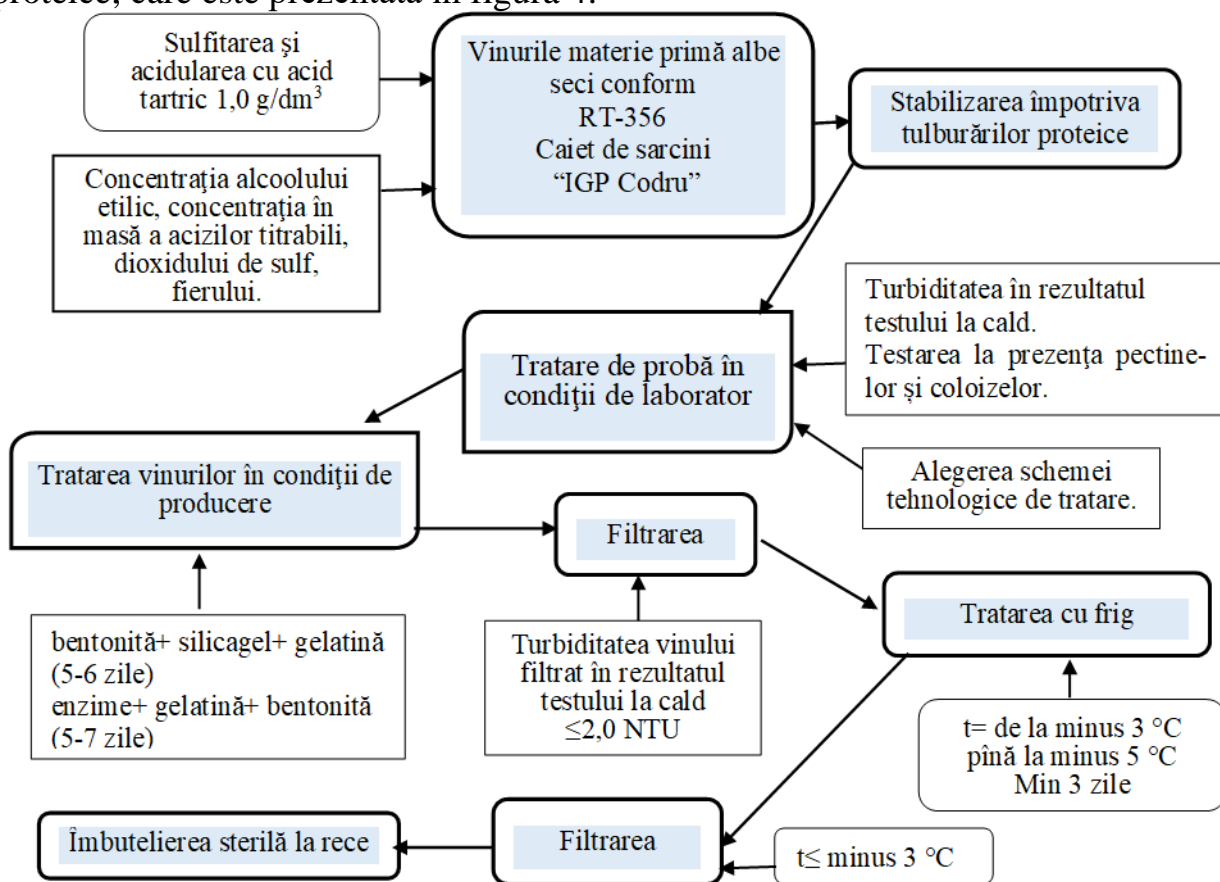 proteice, care este prezentată în figura 4.
Sulfitarea și
acidularea cu acid
tartric 1,0 g/dm³
Vinurile materie primă albe
seci conform
RT-356
Caiet de sarcini
“IGP Codru”
Stabilizarea împotriva
tulburărilor proteice
Concentraţia alcoolului
etilic, concentraţia în
masă a acizilor titrabili,
dioxidului de sulf,
fierului.
Turbiditatea în rezultatul
testului la cald.
Testarea la prezența pectine-
lor și coloizelor.
Tratare de probă în
condiţii de laborator
Alegerea schemei
tehnologice de tratare.
Tratarea vinurilor în condiţii de
producere
Filtrarea
Tratarea cu frig
bentonită+ silicagel+ gelatină
(5-6 zile)
enzime+ gelatină+ bentonită
(5-7 zile)
Turbiditatea vinului
filtrat în rezultatul
testului la cald
≤2,0 NTU
t= de la minus 3 °C
pînă la minus 5 °C
Min 3 zile
Îmbutelierea sterilă la rece
Filtrarea
t≤ minus 3 °C